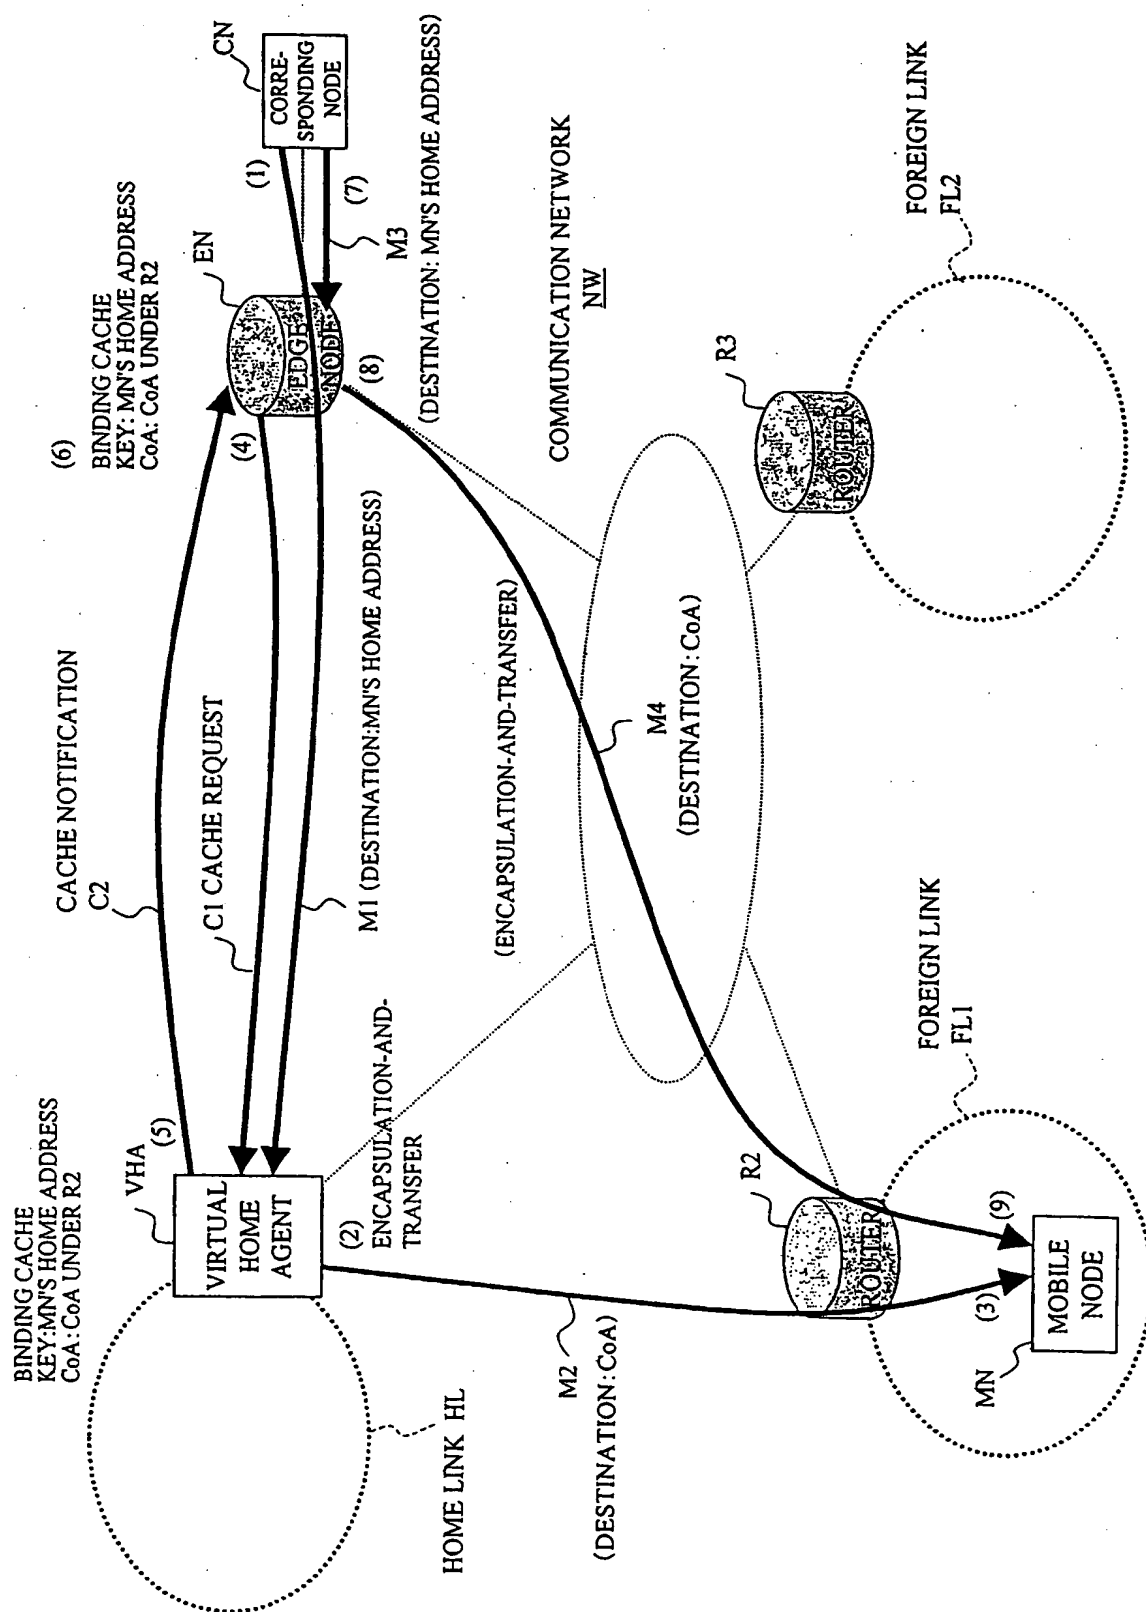 BINDING CACHE
KEY:MN'S HOME ADDRESS
CoA:CoA UNDER R2
VHA
(5)
VIRTUAL
HOME
AGENT
(2)
ENCAPSULATION-AND-
TRANSFER
HOME LINK HL
CACHE NOTIFICATION
C2
C1 CACHE REQUEST
M1 (DESTINATION:MN'S HOME ADDRESS)
(6)
BINDING CACHE
KEY: MN'S HOME ADDRESS
CoA: CoA UNDER R2
EN
(4)
EDGE
NODE
(8)
CN
CORRE-
SPONDING
NODE
(1)
(7)
M3
(DESTINATION: MN'S HOME ADDRESS)
COMMUNICATION NETWORK
NW
(ENCAPSULATION-AND-TRANSFER)
M4
(DESTINATION:CoA)
M2
(DESTINATION:CoA)
R2
ROUTER
(3)
(9)
MN
MOBILE
NODE
FOREIGN LINK
FL1
R3
ROUTER
FOREIGN LINK
FL2